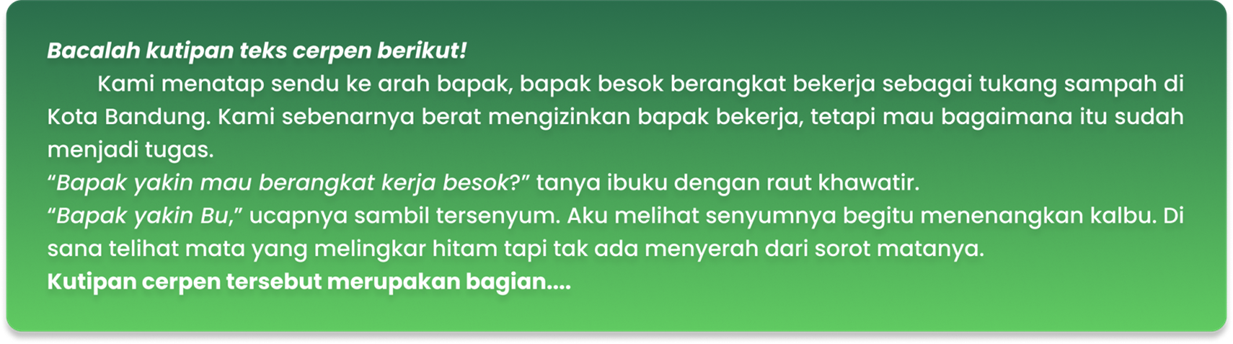 Bacalah kutipan teks cerpen berikut!
Kami menatap sendu ke arah bapak, bapak besok berangkat bekerja sebagai tukang sampah di
Kota Bandung. Kami sebenarnya berat mengizinkan bapak bekerja, tetapi mau bagaimana itu sudah
menjadi tugas.
“Bapak yakin mau berangkat kerja besok?” tanya ibuku dengan raut khawatir.
“Bapak yakin Bu,” ucapnya sambil tersenyum. Aku melihat senyumnya begitu menenangkan kalbu. Di
sana telihat mata yang melingkar hitam tapi tak ada menyerah dari sorot matanya.
Kutipan cerpen tersebut merupakan bagian....